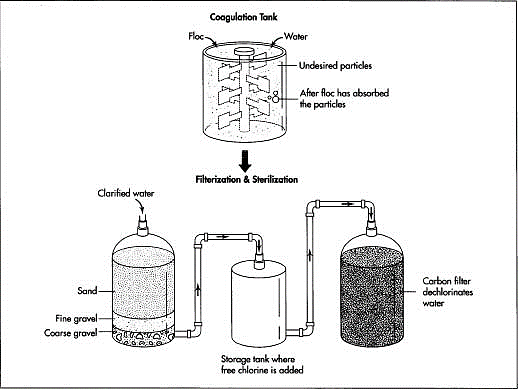 Coagulation Tank
Floc
Water
Undesired particles
After floc has absorbed
the particles
Filterization & Sterilization
Clarified water
Sand
Fine gravel
Coarse gravel
Storage tank where
free chlorine is added
Carbon filter
dechlorinates
water